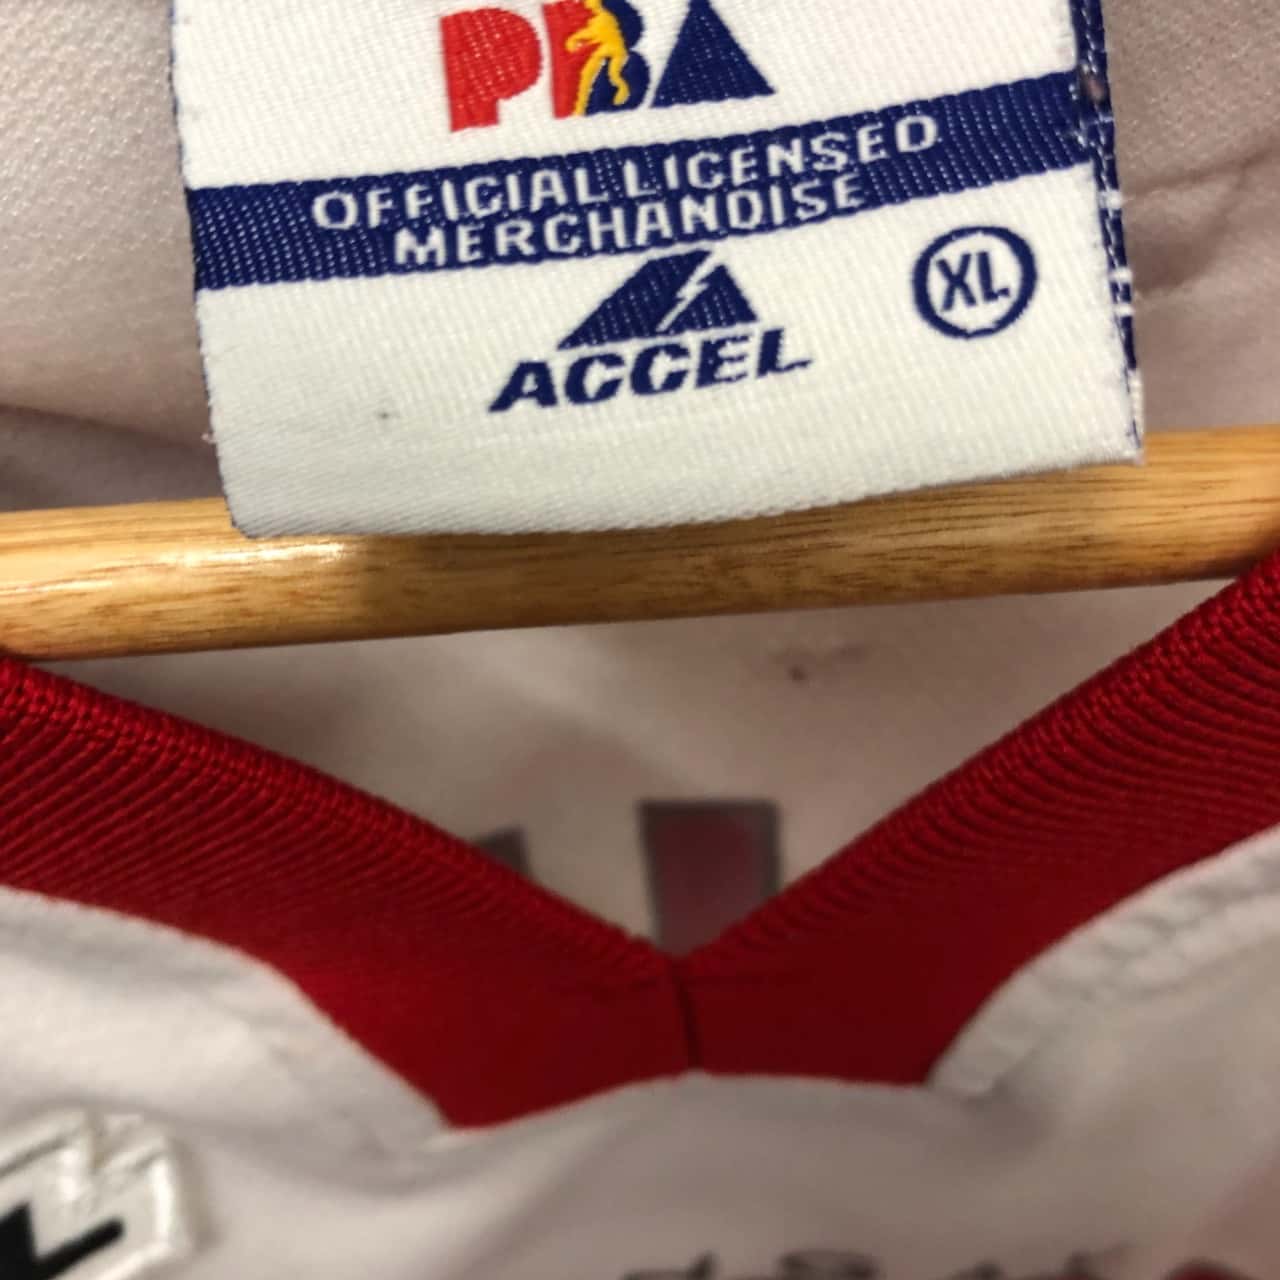 PBA
OFFICIAL LICENSED
MERCHANDISE
XL
ACCEL